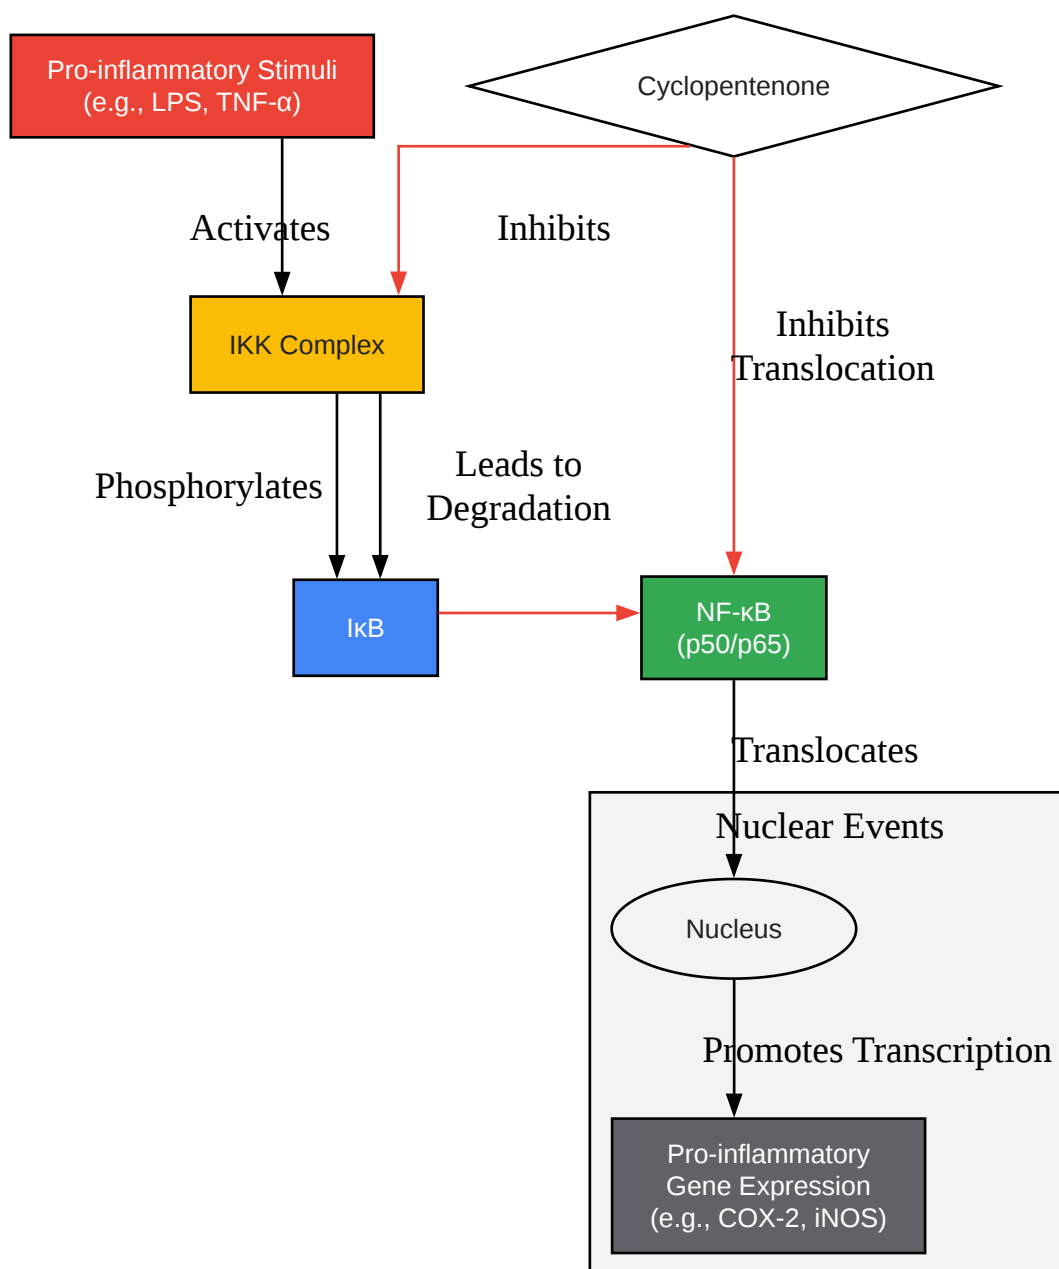 Pro-inflammatory Stimuli
(e.g., LPS, TNF-α)
Cyclopentenone
Activates
Inhibits
Inhibits
Translocation
IKK Complex
Phosphorylates
Leads to
Degradation
IκB
NF-κB
(p50/p65)
Translocates
Nuclear Events
Nucleus
Promotes Transcription
Pro-inflammatory
Gene Expression
(e.g., COX-2, iNOS)